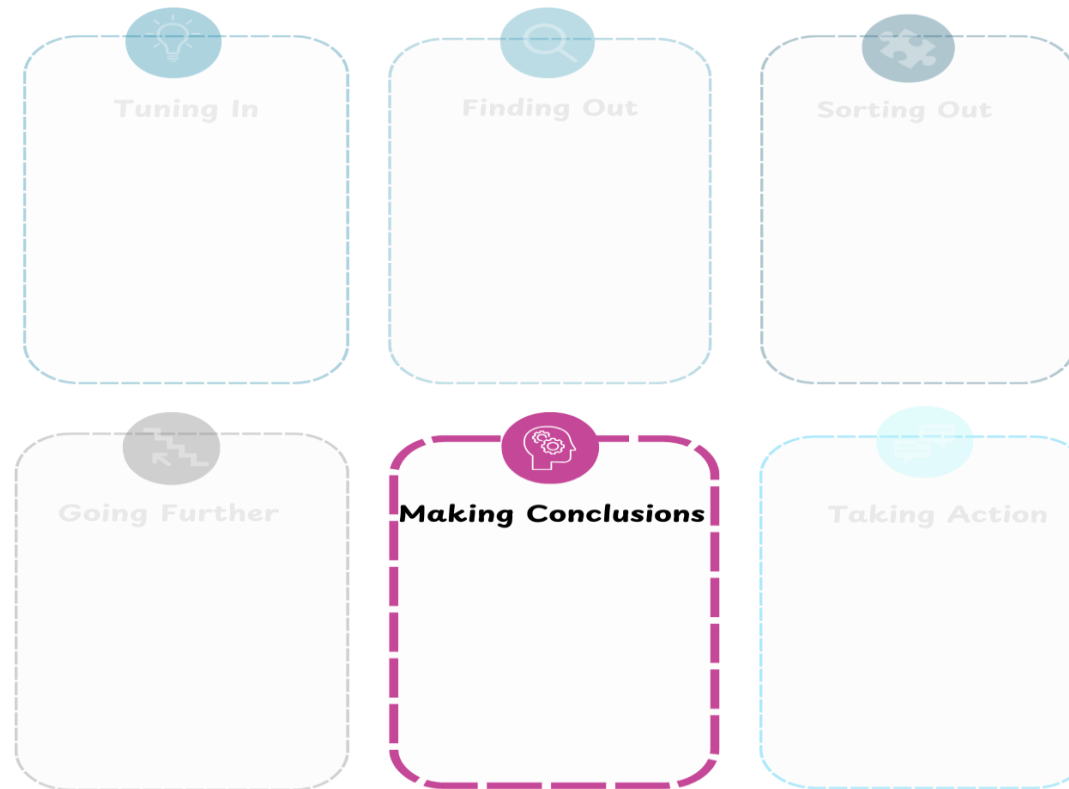 Tuning In
Finding Out
Sorting Out
Going Further
Making Conclusions
Taking Action